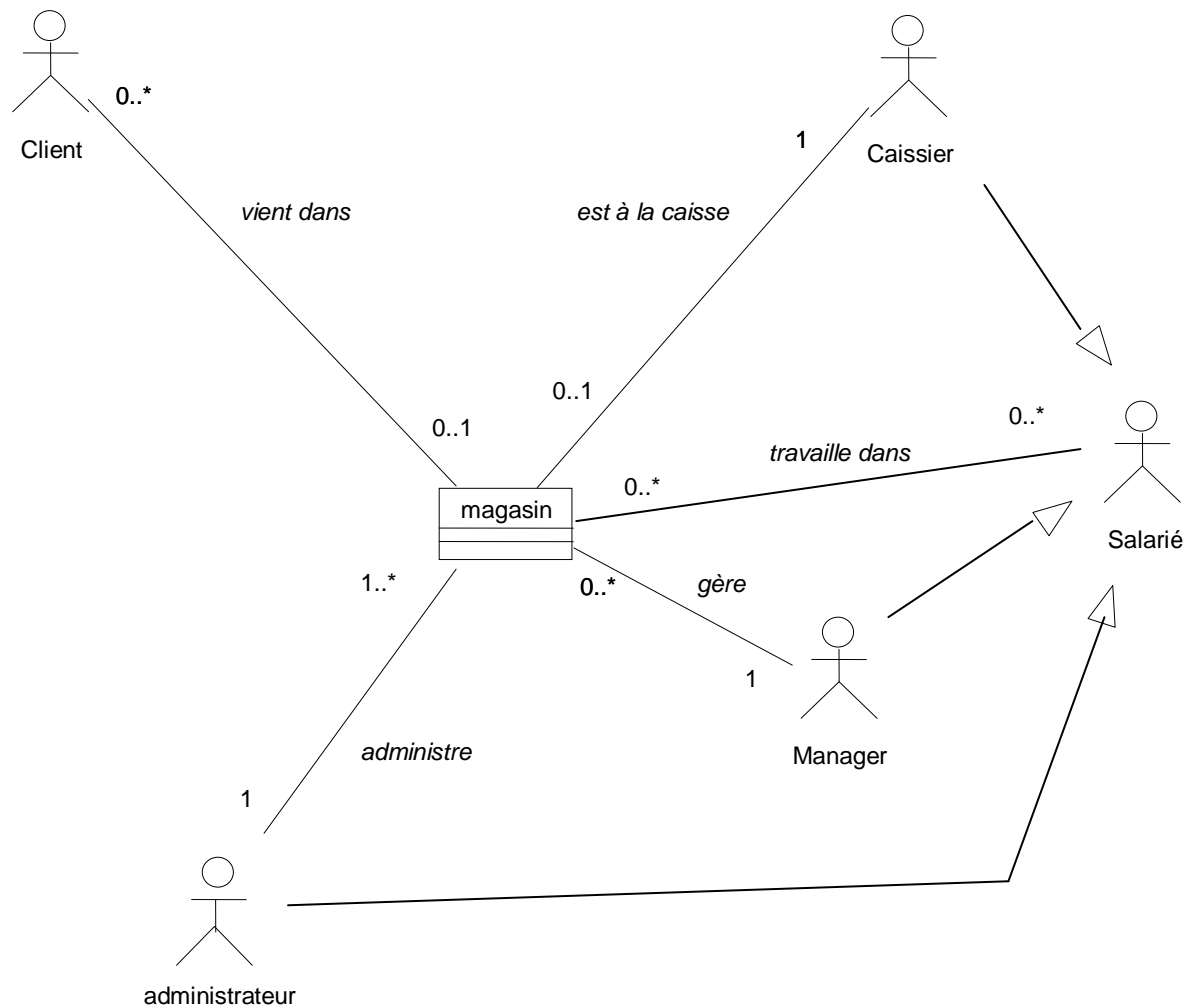 0..*
Client
1
Caissier
vient dans
est à la caisse
0..1
0..1
0..*
travaille dans
0..*
magasin
Salarié
1..*
0..*
gère
1
Manager
administre
1
administrateur